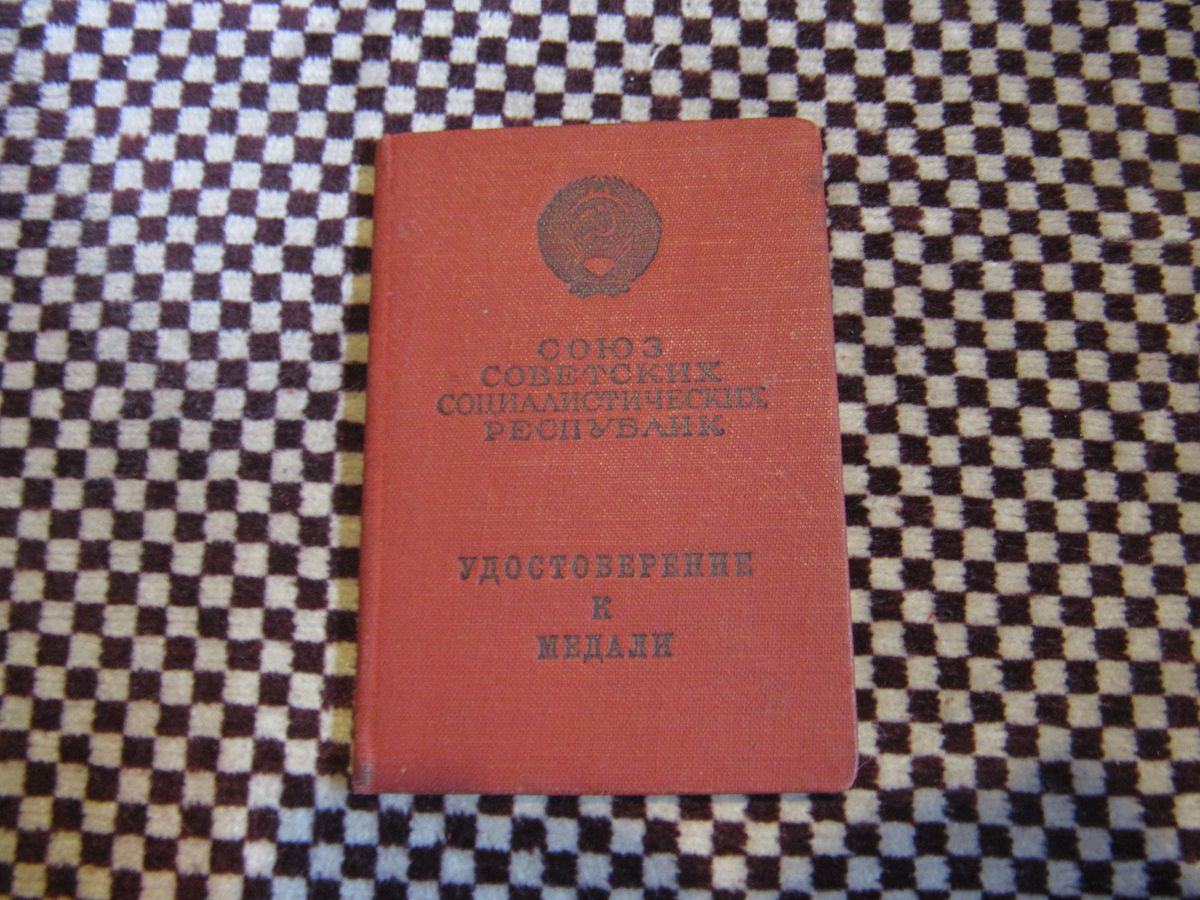 СОЮЗ
СОВЕТСКИХ
СОЦИАЛИСТИЧЕСКИХ
РЕСПУБЛИК
УДОСТОВЕРЕНИЕ
К
МЕДАЛИ